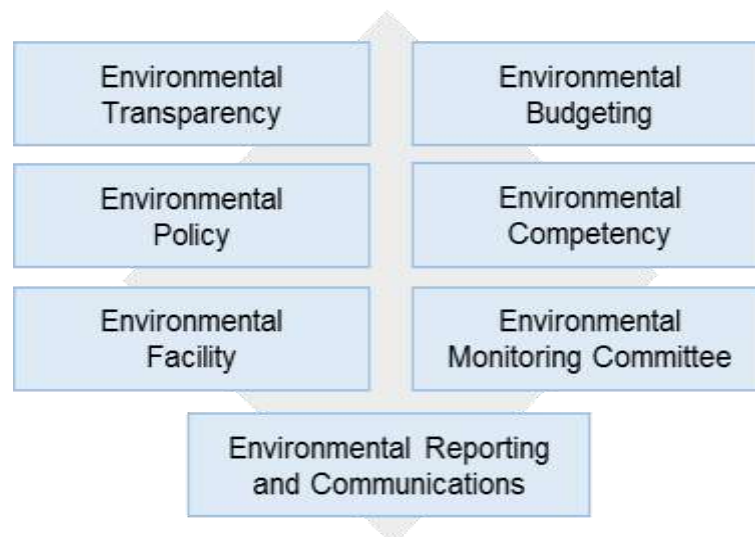 Environmental
Transparency
Environmental
Budgeting
Environmental
Policy
Environmental
Competency
Environmental
Facility
Environmental
Monitoring Committee
Environmental Reporting
and Communications